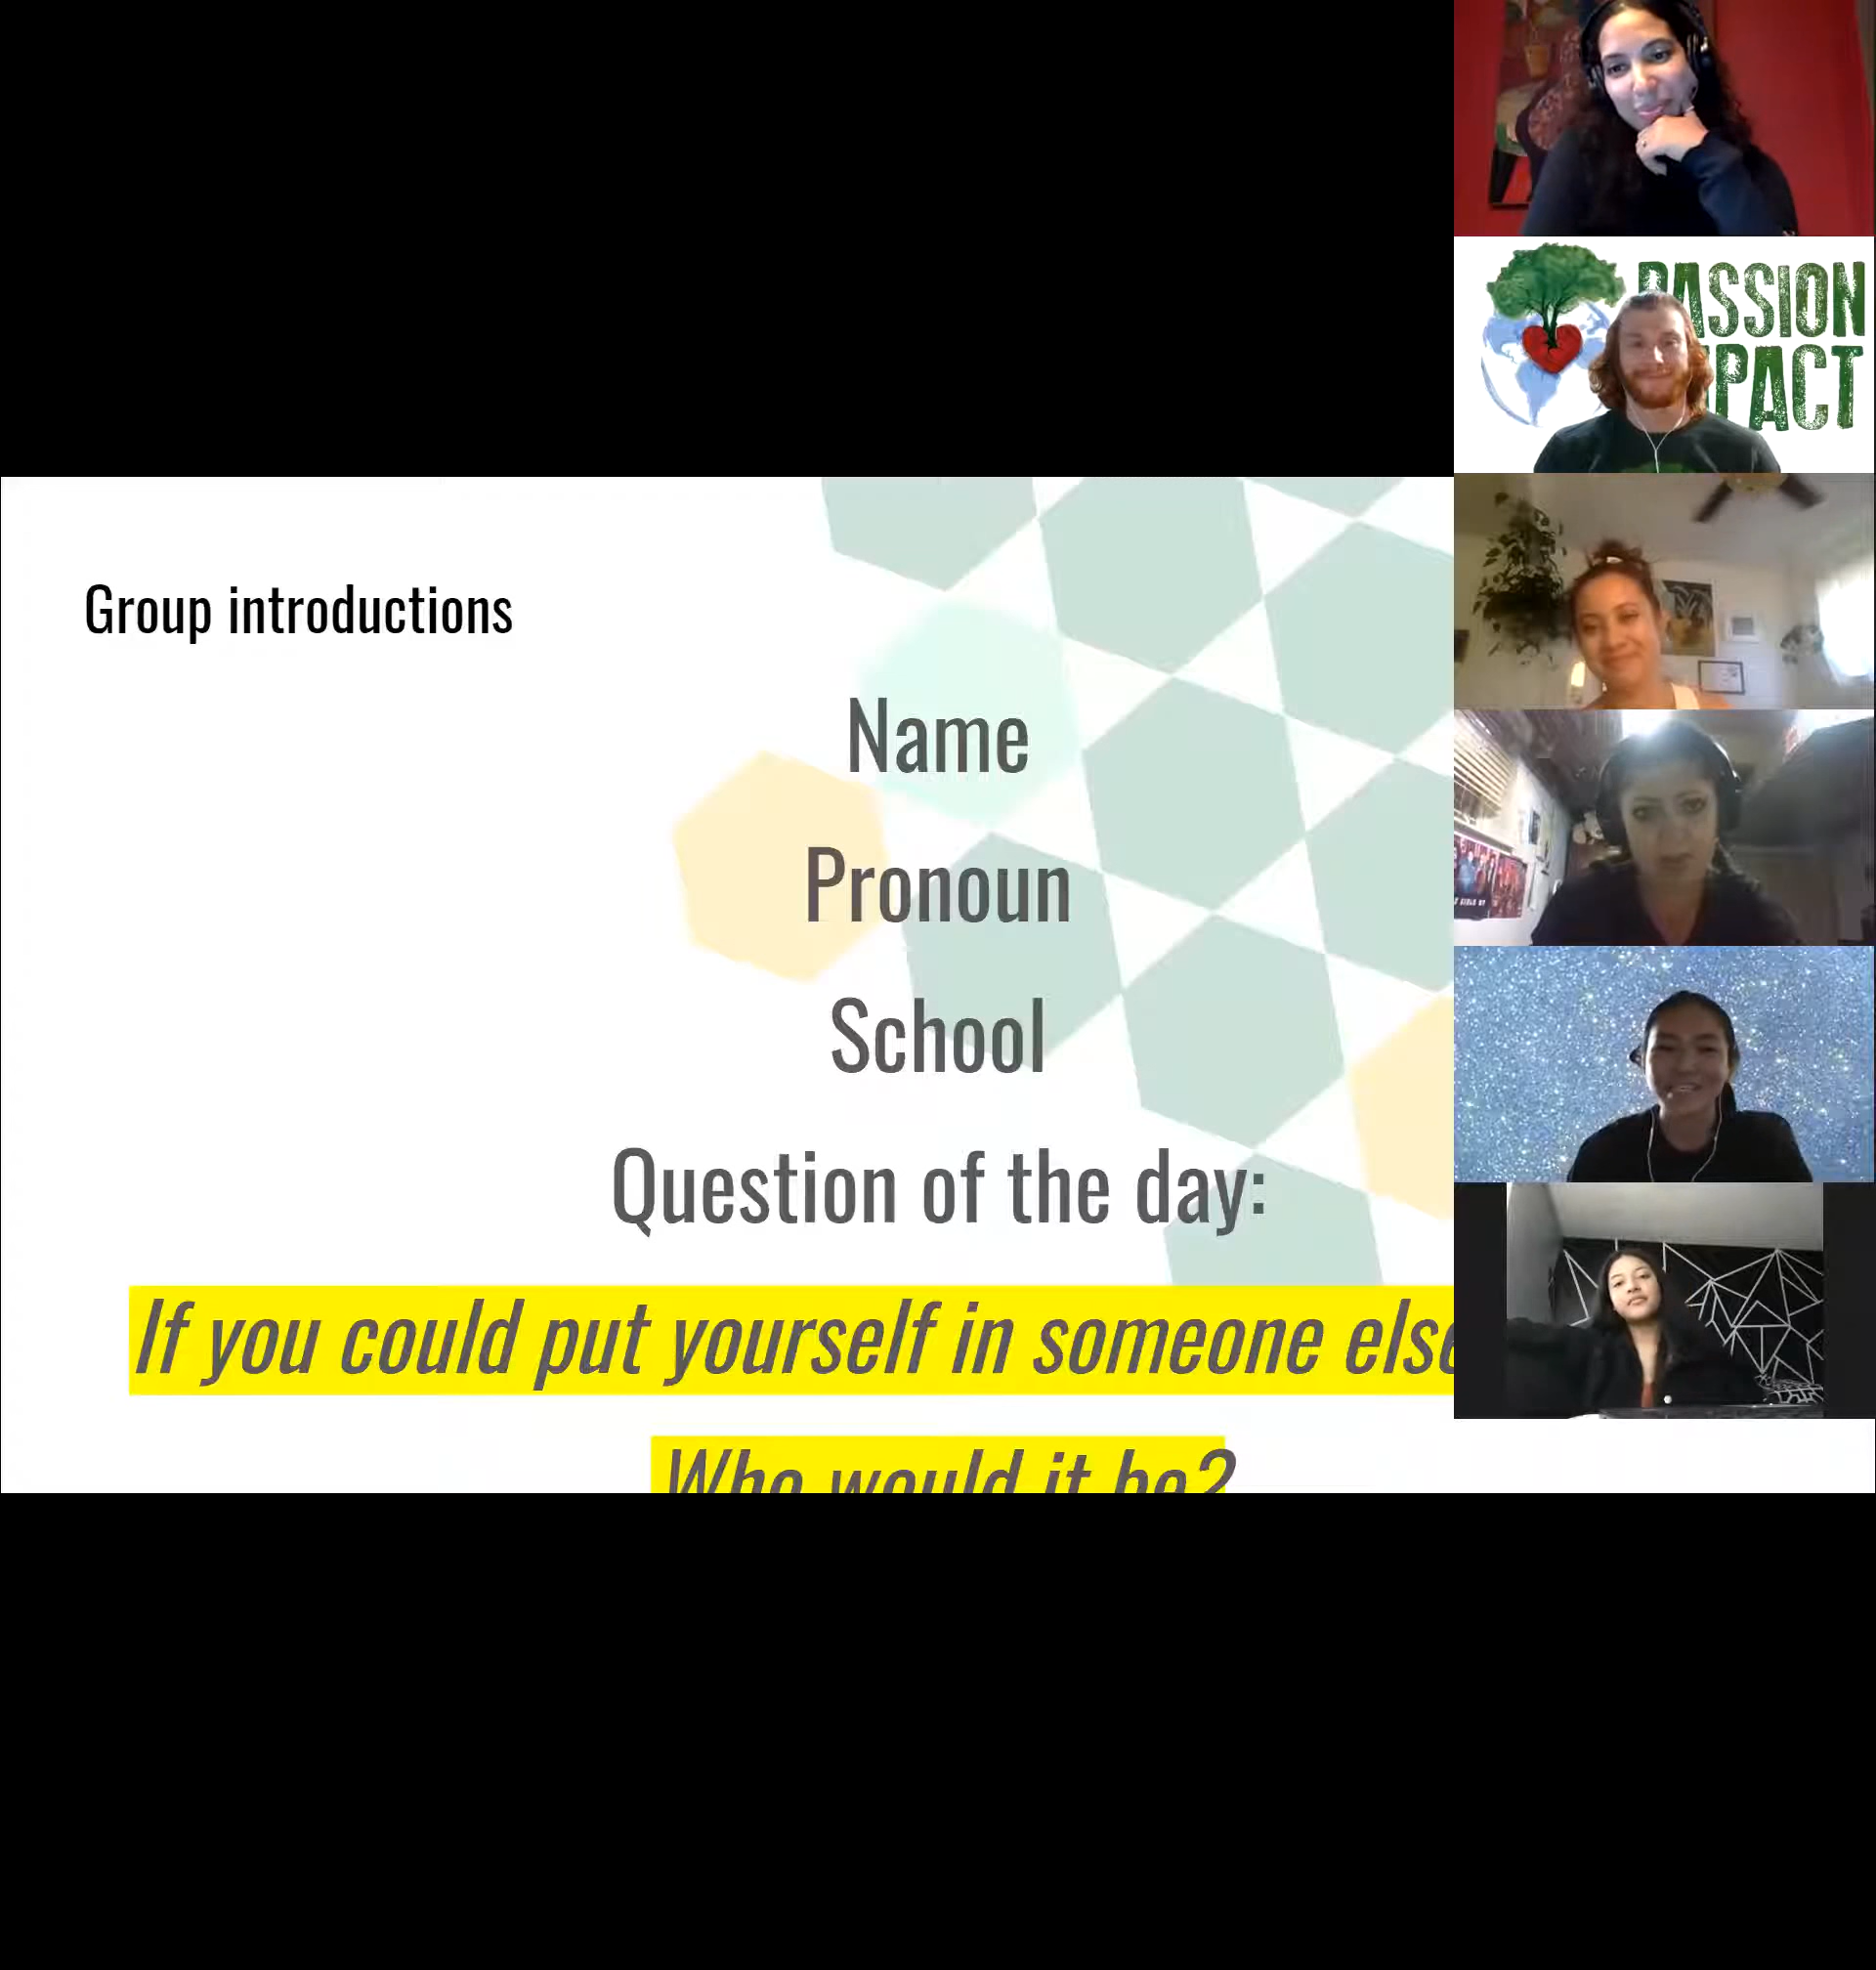 Group introductions
Name
Pronoun
School
Question of the day:
If you could put yourself in someone else
Who would it be?
PASSION
IMPACT